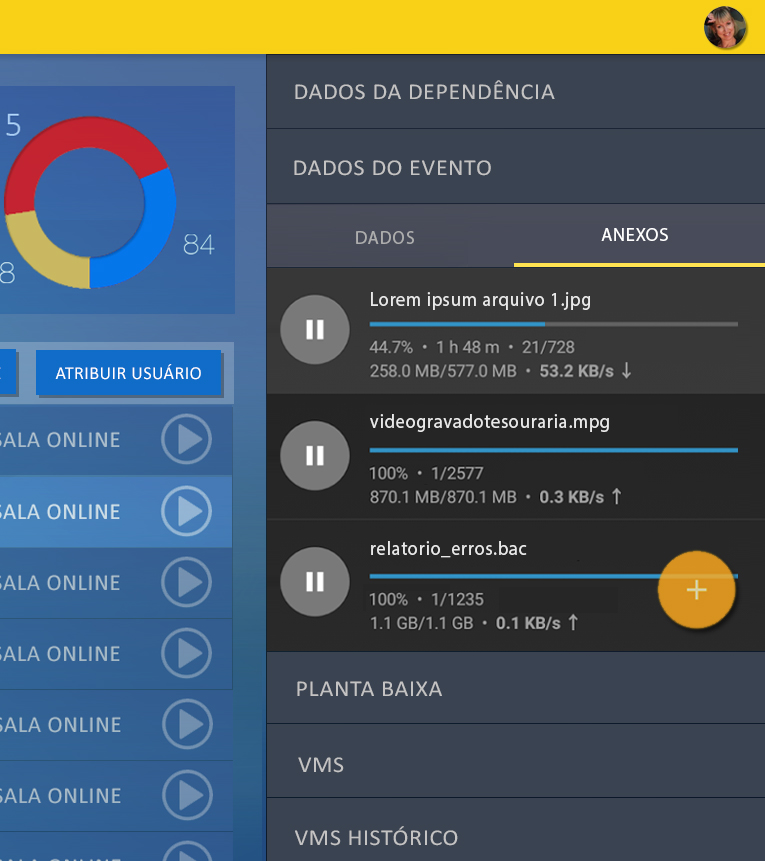 5
84
8
ATRIBUIR USUÁRIO
SALA ONLINE
SALA ONLINE
SALA ONLINE
SALA ONLINE
SALA ONLINE
SALA ONLINE
DADOS DA DEPENDÊNCIA
DADOS DO EVENTO
DADOS
ANEXOS
Lorem ipsum arquivo 1.jpg
44.7% • 1 h 48 m • 21/728
258.0 MB/577.0 MB • 53.2 KB/s ↓
videogravadotesouraria.mpg
100% • 1/2577
870.1 MB/870.1 MB • 0.3 KB/s ↑
relatorio_erros.bac
100% • 1/1235
1.1 GB/1.1 GB • 0.1 KB/s ↑
+
PLANTA BAIXA
VMS
VMS HISTÓRICO